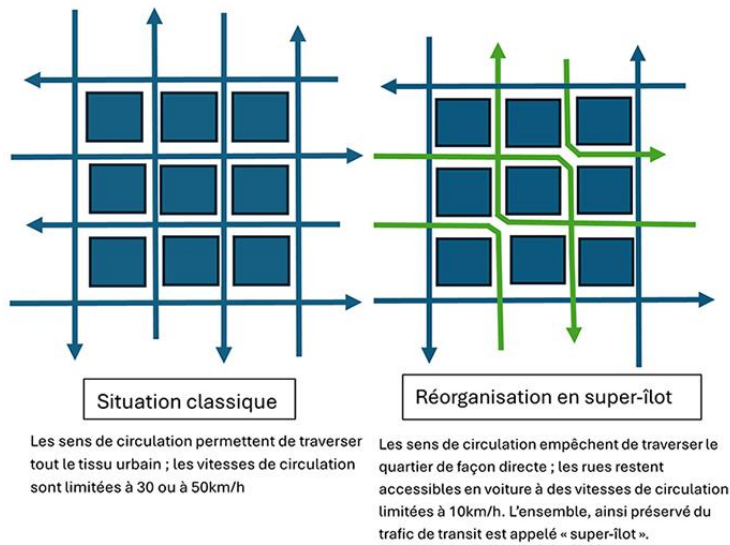 Situation classique
Les sens de circulation permettent de traverser
tout le tissu urbain ; les vitesses de circulation
sont limitées à 30 ou à 50km/h
Réorganisation en super-îlot
Les sens de circulation empêchent de traverser le
quartier de façon directe ; les rues restent
accessibles en voiture à des vitesses de circulation
limitées à 10km/h. L’ensemble, ainsi préservé du
trafic de transit est appelé « super-îlot ».